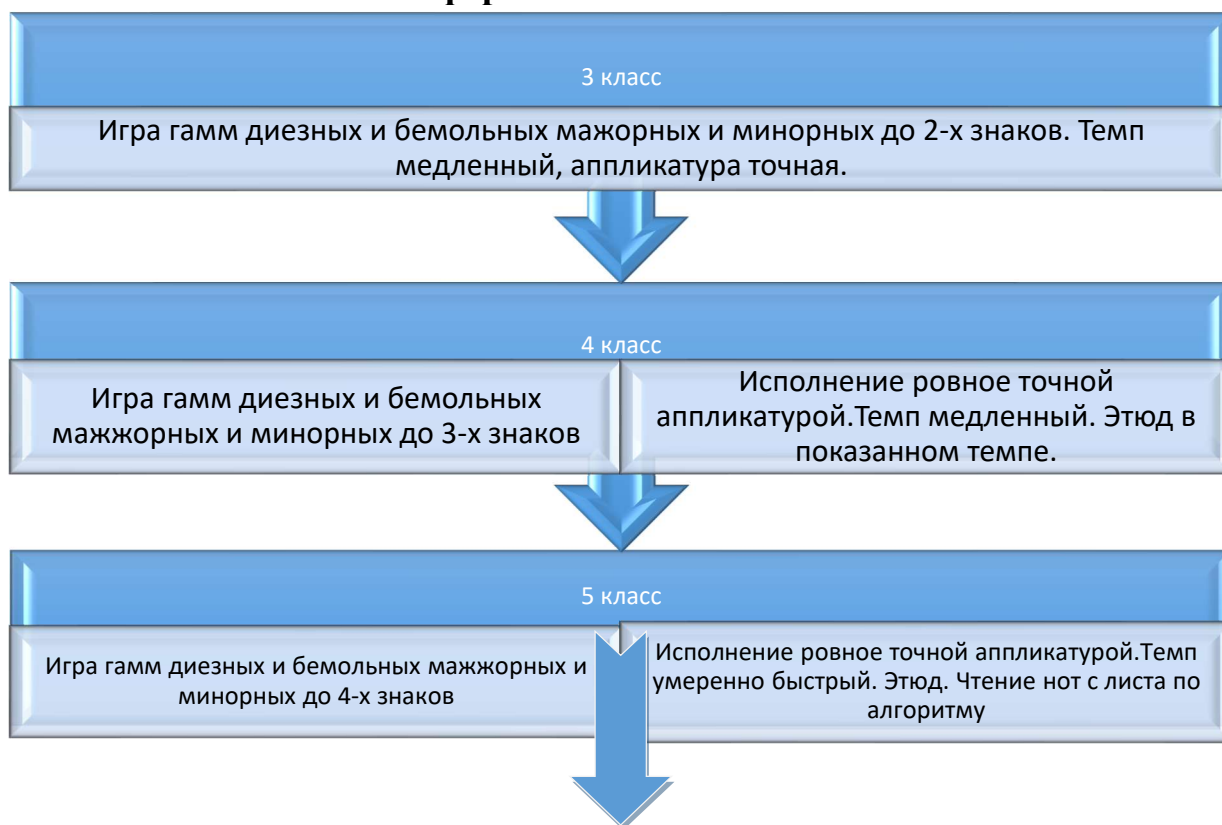 3 класс
Игра гамм диезных и бемольных мажорных и минорных до 2-х знаков. Темп
медленный, аппликатура точная.
4 класс
Игра гамм диезных и бемольных
мажжорных и минорных до 3-х знаков
Исполнение ровное точной
аппликатурой.Темп медленный. Этюд в
показанном темпе.
5 класс
Игра гамм диезных и бемольных мажжорных и
минорных до 4-х знаков
Исполнение ровное точной аппликатурой.Темп
умеренно быстрый. Этюд. Чтение нот с листа по
алгоритму